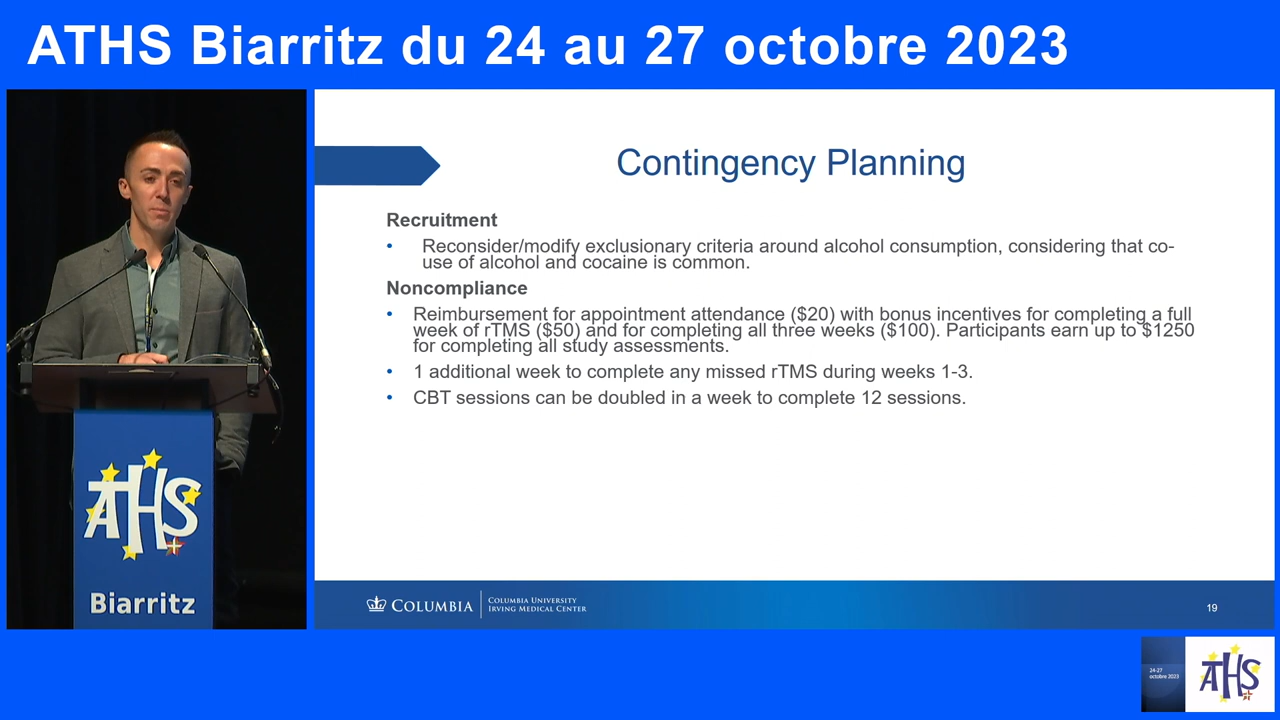 ATHS Biarritz du 24 au 27 octobre 2023
ATHS
Biarritz
Contingency Planning
Recruitment
• Reconsider/modify exclusionary criteria around alcohol consumption, considering that co-
use of alcohol and cocaine is common.
Noncompliance
• Reimbursement for appointment attendance ($20) with bonus incentives for completing a full
week of rTMS ($50) and for completing all three weeks ($100). Participants earn up to $1250
for completing all study assessments.
• 1 additional week to complete any missed rTMS during weeks 1-3.
• CBT sessions can be doubled in a week to complete 12 sessions.
COLUMBIA
COLUMBIA UNIVERSITY
IRVING MEDICAL CENTER
19
24-27
octobre 2023
ATHS